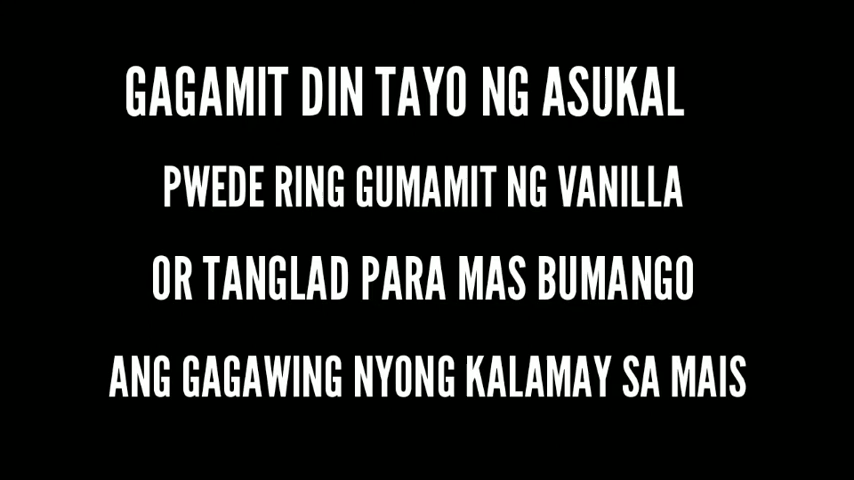 GAGAMIT DIN TAYO NG ASUKAL
PWEDE RING GUMAMIT NG VANILLA
OR TANGLAD PARA MAS BUMANGO
ANG GAGAWING NYONG KALAMAY SA MAIS